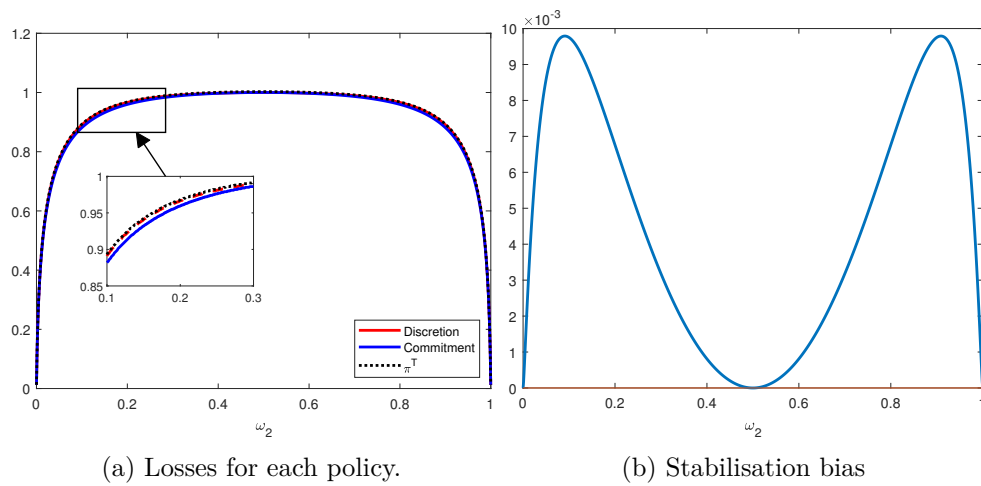 1.2
1
0.8
0.6
0.4
0.2
0
0 0.2 0.4 0.6 0.8 1
ω₂
1
0.95
0.9
0.85
0.1 0.2 0.3
Discretion
Commitment
π^T
×10⁻³
10
9
8
7
6
5
4
3
2
1
0
0 0.2 0.4 0.6 0.8 1
ω₂
(a) Losses for each policy.
(b) Stabilisation bias